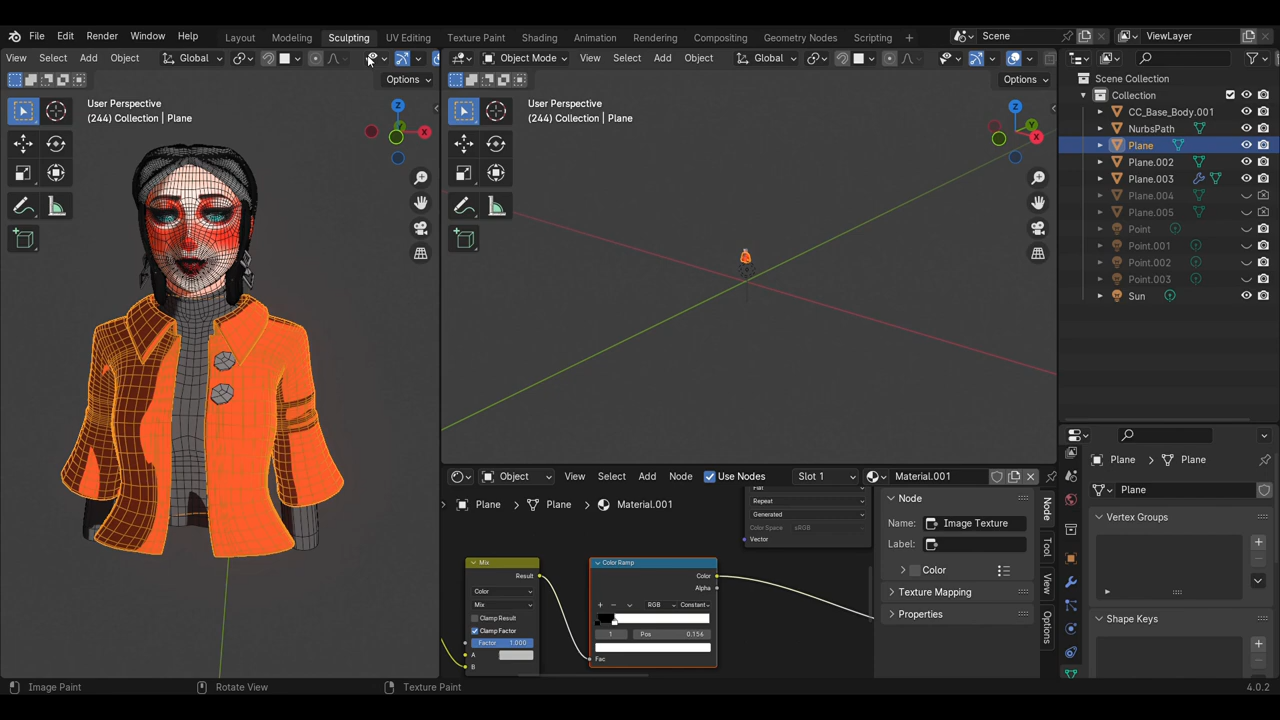 File Edit Render Window Help Layout Modeling Sculpting UV Editing Texture Paint Shading Animation Rendering Compositing Geometry Nodes Scripting Scene ViewLayer
View Select Add Object Global
Options
User Perspective
(244) Collection | Plane
Z
X
Object Mode View Select Add Object Global
Options
User Perspective
(244) Collection | Plane
Z
Y
X
Scene Collection
Collection
CC_Base_Body.001
NurbsPath
Plane
Plane.002
Plane.003
Plane.004
Plane.005
Point
Point.001
Point.002
Point.003
Sun
Object View Select Add Node Use Nodes Slot 1 Material.001
Plane Plane Material.001
Flat
Repeat
Generated
Color Space sRGB
Vector
Mix
Result
Color
Mix
Clamp Result
Clamp Factor
Factor 1.000
A
B
Color Ramp
Color
Alpha
RGB Constant
1 Pos 0.156
Fac
Node
Name: Image Texture
Label:
Color
Texture Mapping
Properties
Node
Tool
View
Options
Plane Plane
Plane
Vertex Groups
Shape Keys
Image Paint Rotate View Texture Paint 4.0.2